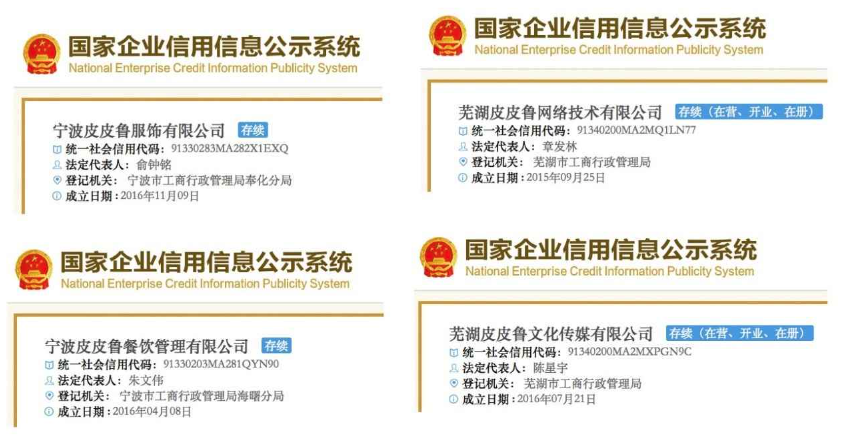 国家企业信用信息公示系统
National Enterprise Credit Information Publicity System
宁波皮皮鲁服饰有限公司 存续
统一社会信用代码：91330283MA282X1EXQ
法定代表人：俞钟铭
登记机关： 宁波市工商行政管理局奉化分局
成立日期：2016年11月09日
国家企业信用信息公示系统
National Enterprise Credit Information Publicity System
芜湖皮皮鲁网络技术有限公司 存续（在营、开业、在册）
统一社会信用代码：91340200MA2MQ1LN77
法定代表人：章发林
登记机关： 芜湖市工商行政管理局
成立日期：2015年09月25日
国家企业信用信息公示系统
National Enterprise Credit Information Publicity System
宁波皮皮鲁餐饮管理有限公司 存续
统一社会信用代码：91330203MA281QYN90
法定代表人：朱文伟
登记机关： 宁波市工商行政管理局海曙分局
成立日期：2016年04月08日
国家企业信用信息公示系统
National Enterprise Credit Information Publicity System
芜湖皮皮鲁文化传媒有限公司 存续（在营、开业、在册）
统一社会信用代码：91340200MA2MXPGN9C
法定代表人：陈星宇
登记机关： 芜湖市工商行政管理局
成立日期：2016年07月21日